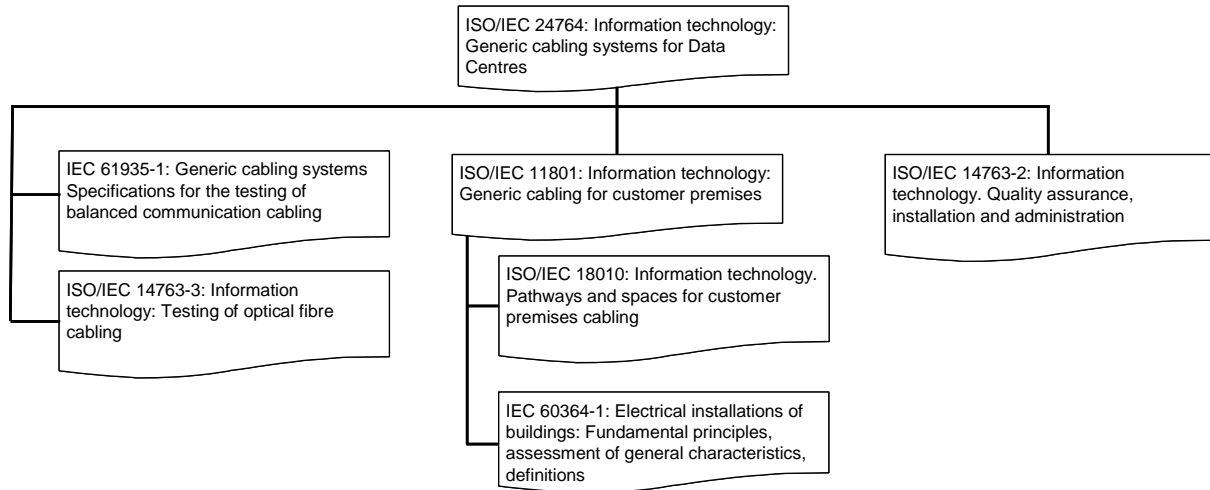 ISO/IEC 24764: Information technology:
Generic cabling systems for Data
Centres
IEC 61935-1: Generic cabling systems
Specifications for the testing of
balanced communication cabling
ISO/IEC 11801: Information technology:
Generic cabling for customer premises
ISO/IEC 14763-2: Information
technology. Quality assurance,
installation and administration
ISO/IEC 14763-3: Information
technology: Testing of optical fibre
cabling
ISO/IEC 18010: Information technology.
Pathways and spaces for customer
premises cabling
IEC 60364-1: Electrical installations of
buildings: Fundamental principles,
assessment of general characteristics,
definitions